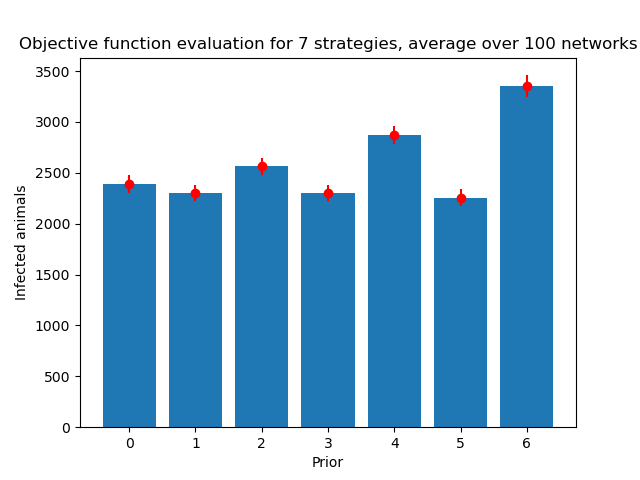 Objective function evaluation for 7 strategies, average over 100 networks
3500
3000
2500
2000
1500
1000
500
0
Infected animals
0 1 2 3 4 5 6
Prior